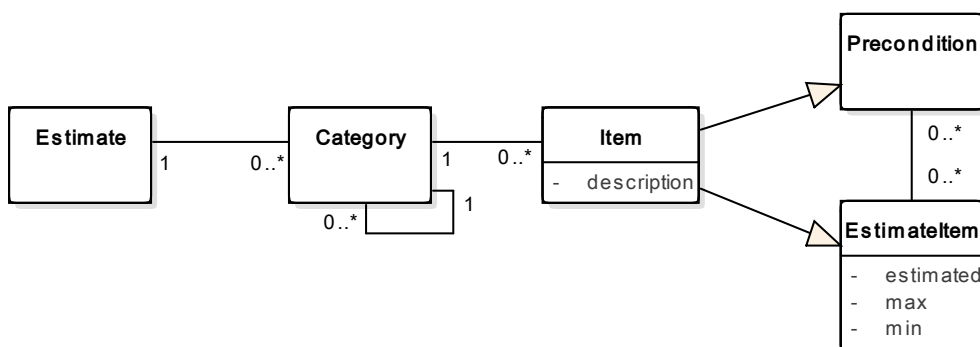 Precondition
Estimate
Category
Item
0..*
1
0..*
1
0..*
- description
0..*
0..*
1
EstimateItem
- estimated
- max
- min